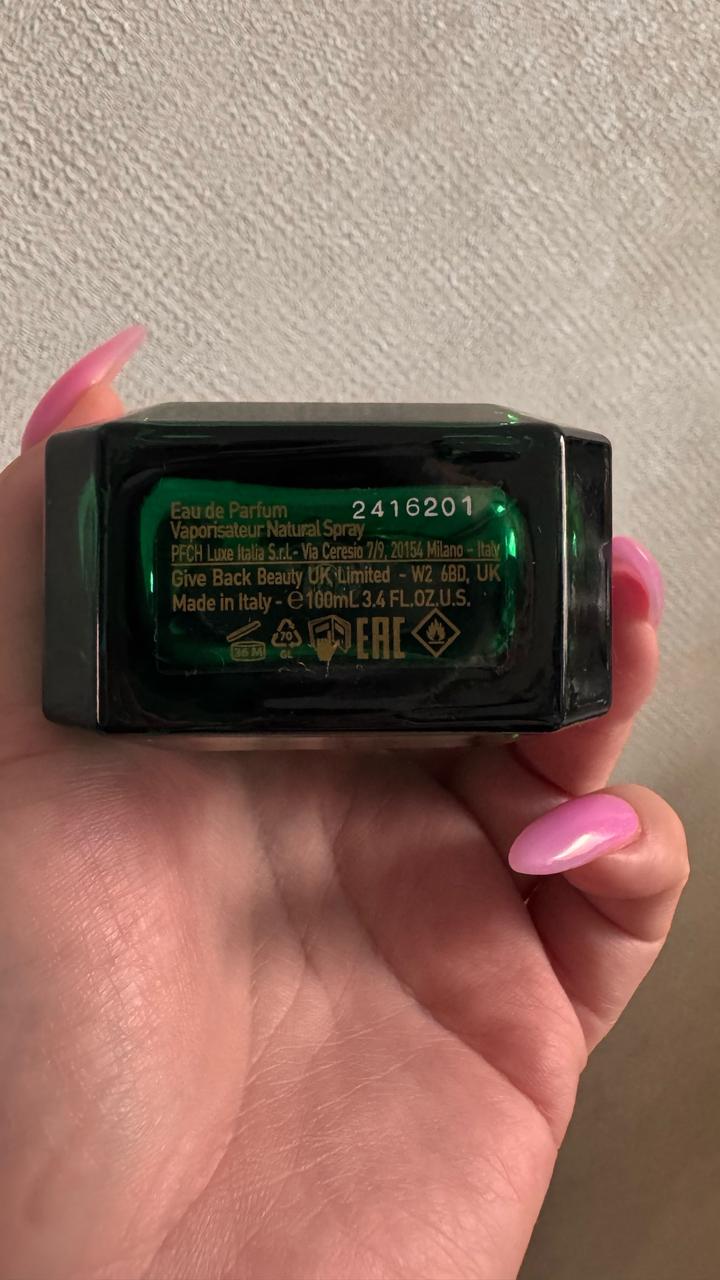 Eau de Parfum 2416201
Vaporisateur Natural Spray
PFCH Luxe Italia S.r.l.- Via Ceresio 7/9, 20154 Milano - Italy
Give Back Beauty UK Limited - W2 6BD, UK
Made in Italy - ℮100mL 3.4 FL.OZ.U.S.
36 M 70 EAC
GL